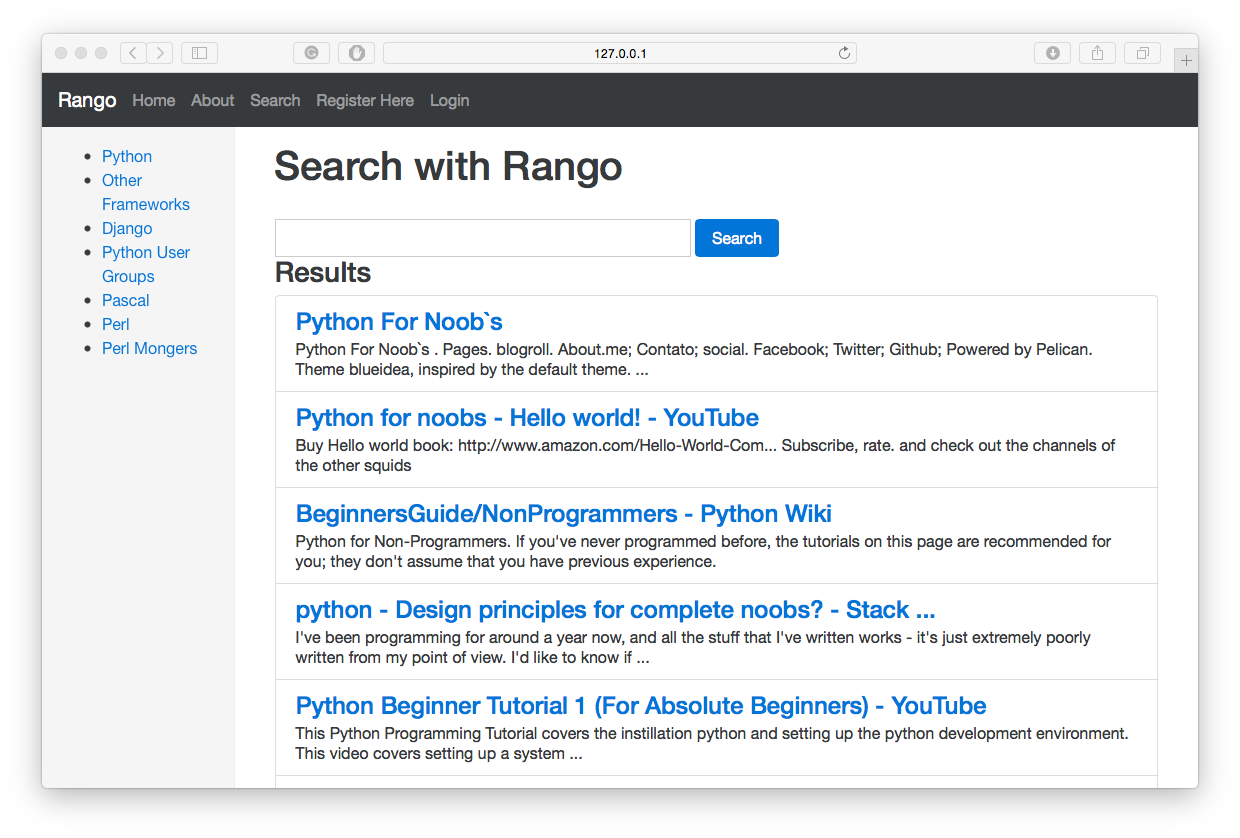 127.0.0.1
Rango Home About Search Register Here Login
Python
Other
Frameworks
Django
Python User
Groups
Pascal
Perl
Perl Mongers
Search with Rango
Search
Results
Python For Noob`s
Python For Noob`s . Pages. blogroll. About.me; Contato; social. Facebook; Twitter; Github; Powered by Pelican.
Theme blueidea, inspired by the default theme. ...
Python for noobs - Hello world! - YouTube
Buy Hello world book: http://www.amazon.com/Hello-World-Com... Subscribe, rate. and check out the channels of
the other squids
BeginnersGuide/NonProgrammers - Python Wiki
Python for Non-Programmers. If you've never programmed before, the tutorials on this page are recommended for
you; they don't assume that you have previous experience.
python - Design principles for complete noobs? - Stack ...
I've been programming for around a year now, and all the stuff that I've written works - it's just extremely poorly
written from my point of view. I'd like to know if ...
Python Beginner Tutorial 1 (For Absolute Beginners) - YouTube
This Python Programming Tutorial covers the instillation python and setting up the python development environment.
This video covers setting up a system ...